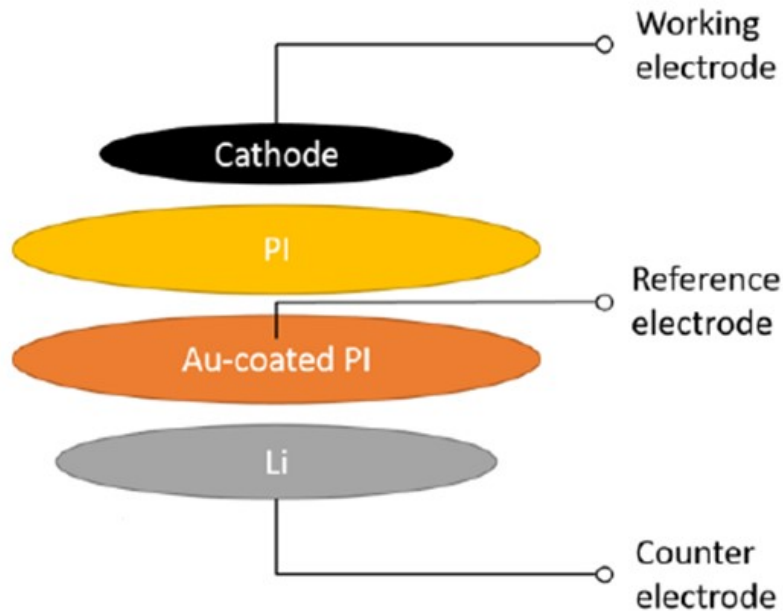 Working
electrode
Cathode
PI
Reference
electrode
Au-coated PI
Li
Counter
electrode